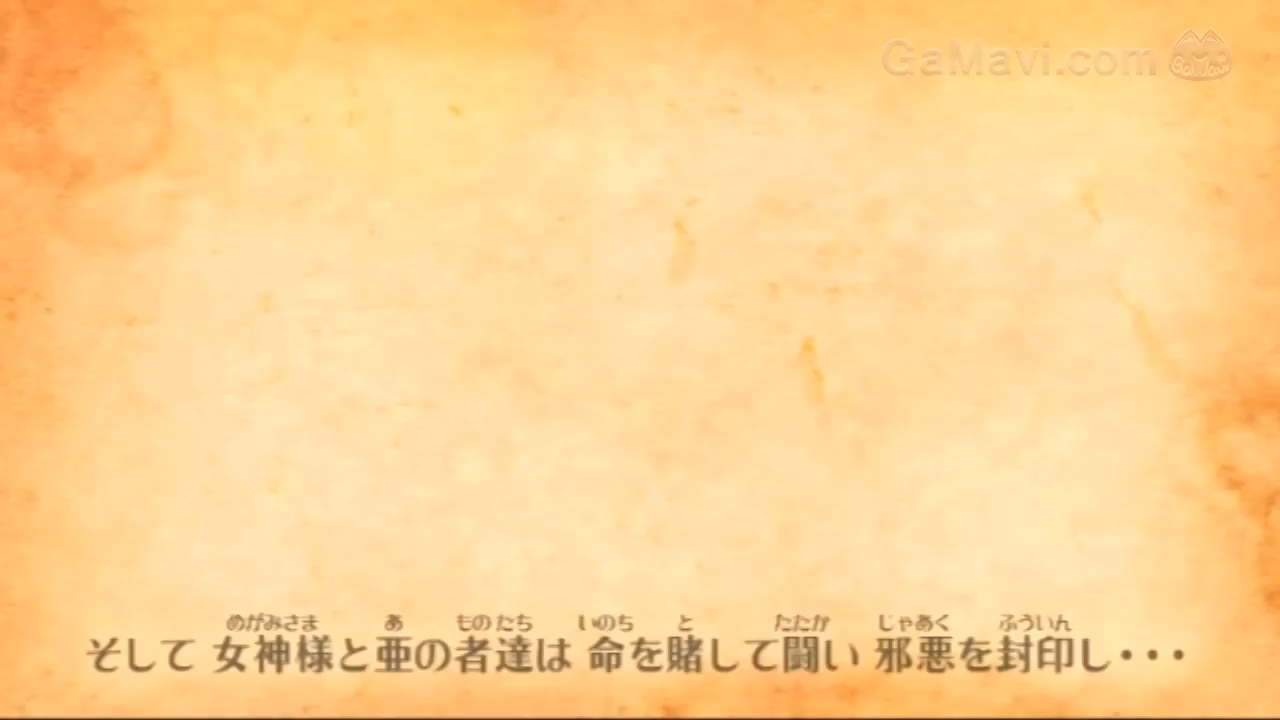 GaMavi.com
GaMavi
めがみさま あ ものたち いのち と たたか じゃあく ふういん
そして 女神様と亜の者達は 命を賭して闘い 邪悪を封印し・・・